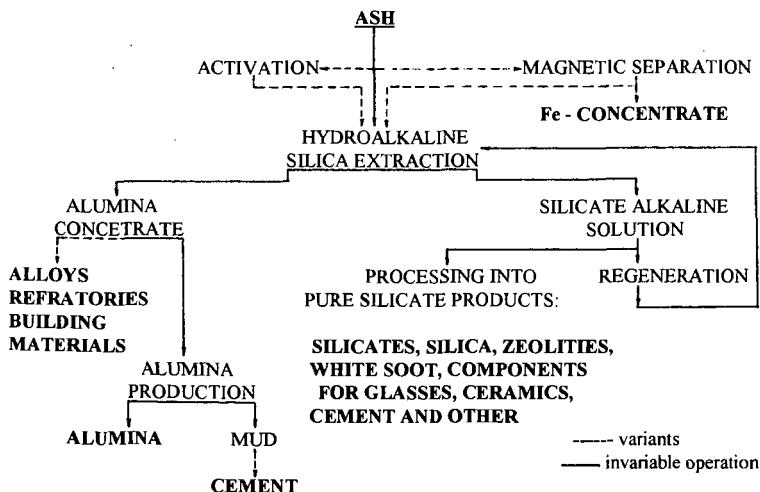 ASH
ACTIVATION
MAGNETIC SEPARATION
Fe - CONCENTRATE
HYDROALKALINE
SILICA EXTRACTION
ALUMINA
CONCETRATE
SILICATE ALKALINE
SOLUTION
ALLOYS
REFRATORIES
BUILDING
MATERIALS
PROCESSING INTO
PURE SILICATE PRODUCTS:
REGENERATION
SILICATES, SILICA, ZEOLITIES,
WHITE SOOT, COMPONENTS
FOR GLASSES, CERAMICS,
CEMENT AND OTHER
ALUMINA
PRODUCTION
ALUMINA
MUD
CEMENT
variants
invariable operation